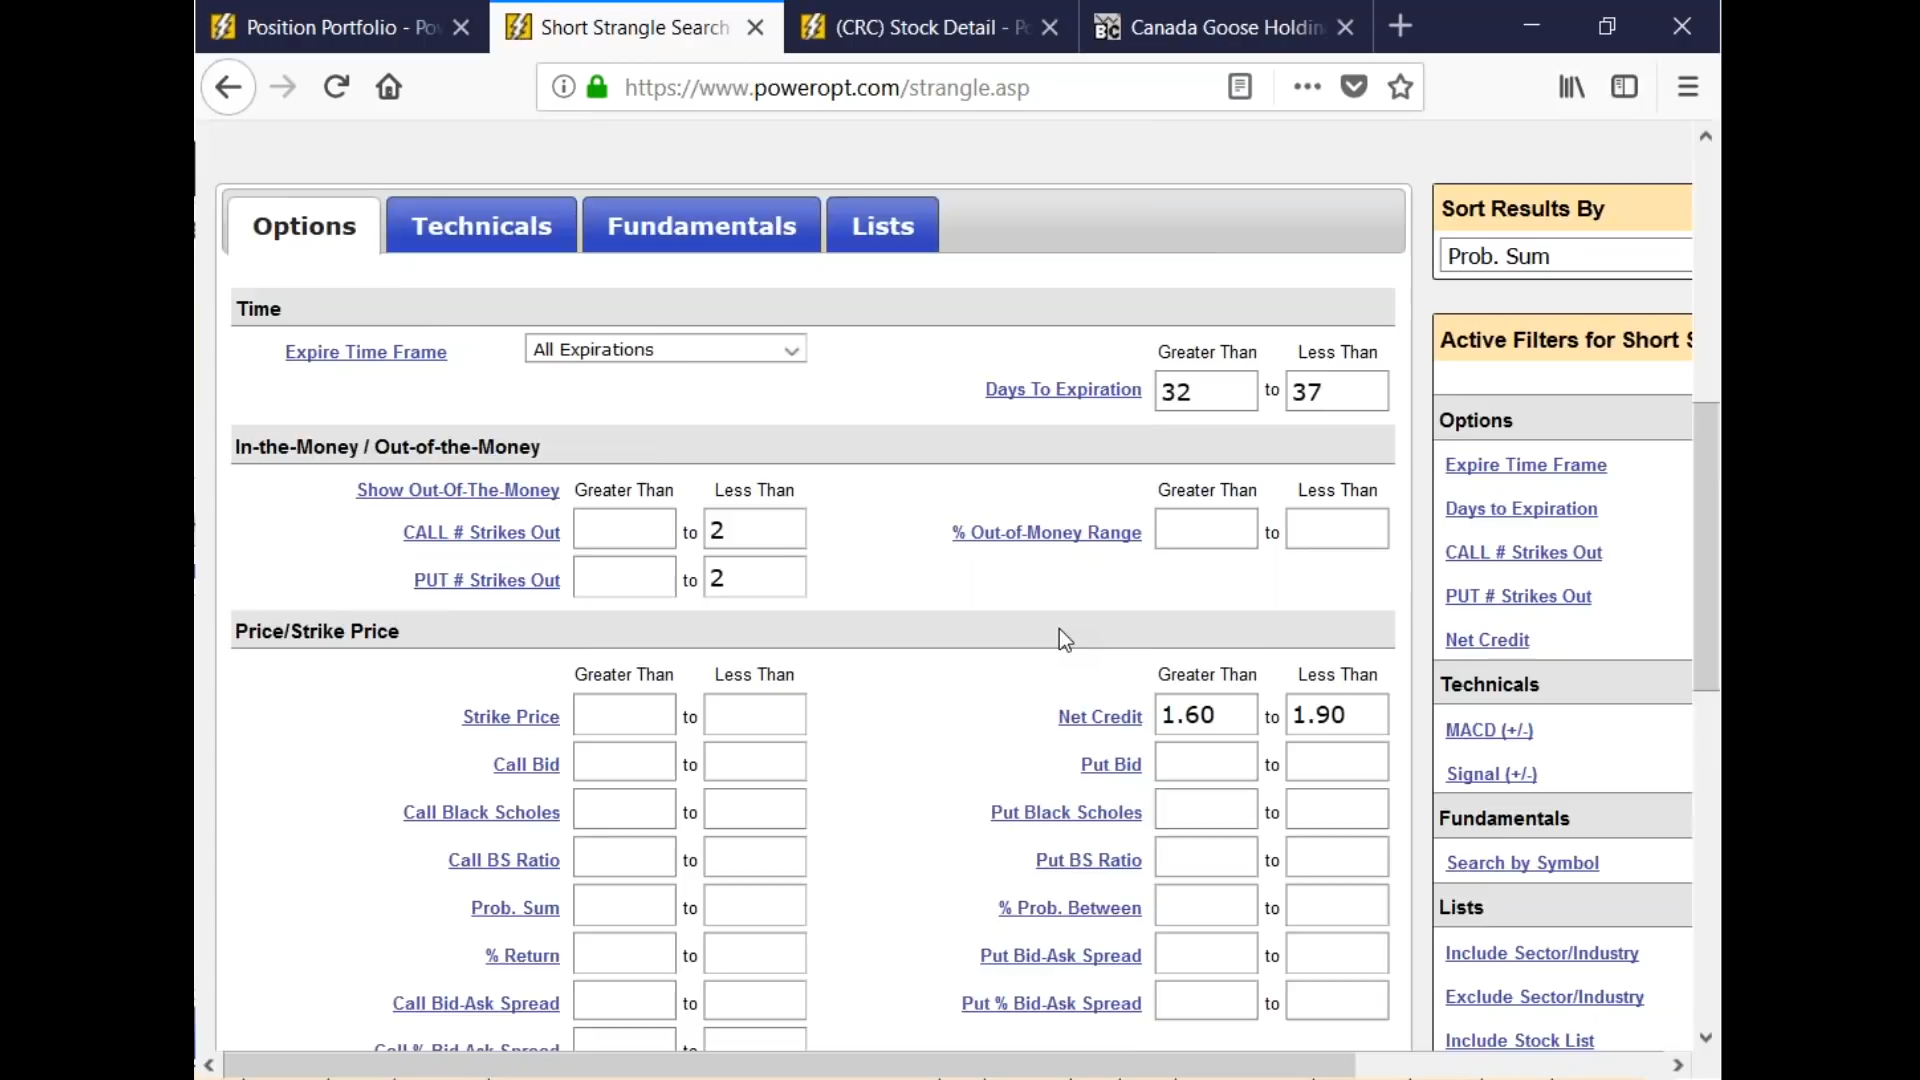 Position Portfolio - Po
Short Strangle Search
(CRC) Stock Detail - P
Canada Goose Holdin
https://www.poweropt.com/strangle.asp
Options
Technicals
Fundamentals
Lists
Sort Results By
Prob. Sum
Time
Expire Time Frame
All Expirations
Greater Than Less Than
Days To Expiration 32 to 37
Active Filters for Short S
In-the-Money / Out-of-the-Money
Show Out-Of-The-Money Greater Than Less Than Greater Than Less Than
CALL # Strikes Out to 2 % Out-of-Money Range to
PUT # Strikes Out to 2
Price/Strike Price
Greater Than Less Than Greater Than Less Than
Strike Price to Net Credit 1.60 to 1.90
Call Bid to Put Bid to
Call Black Scholes to Put Black Scholes to
Call BS Ratio to Put BS Ratio to
Prob. Sum to % Prob. Between to
% Return to Put Bid-Ask Spread to
Call Bid-Ask Spread to Put % Bid-Ask Spread to
Call % Bid-Ask Spread to
Options
Expire Time Frame
Days to Expiration
CALL # Strikes Out
PUT # Strikes Out
Net Credit
Technicals
MACD (+/-)
Signal (+/-)
Fundamentals
Search by Symbol
Lists
Include Sector/Industry
Exclude Sector/Industry
Include Stock List